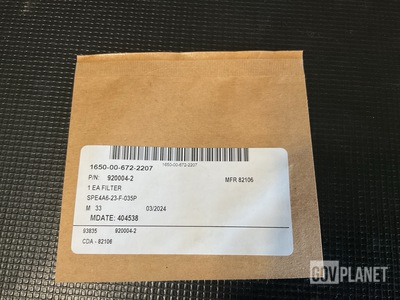 1650-00-672-2207
1650-00-672-2207
P/N: 920004-2 MFR 82106
1 EA FILTER
SPE4A6-23-F-035P
M 33 03/2024
MDATE: 404538
93835 920004-2
CDA - 82106
GOVPLANET